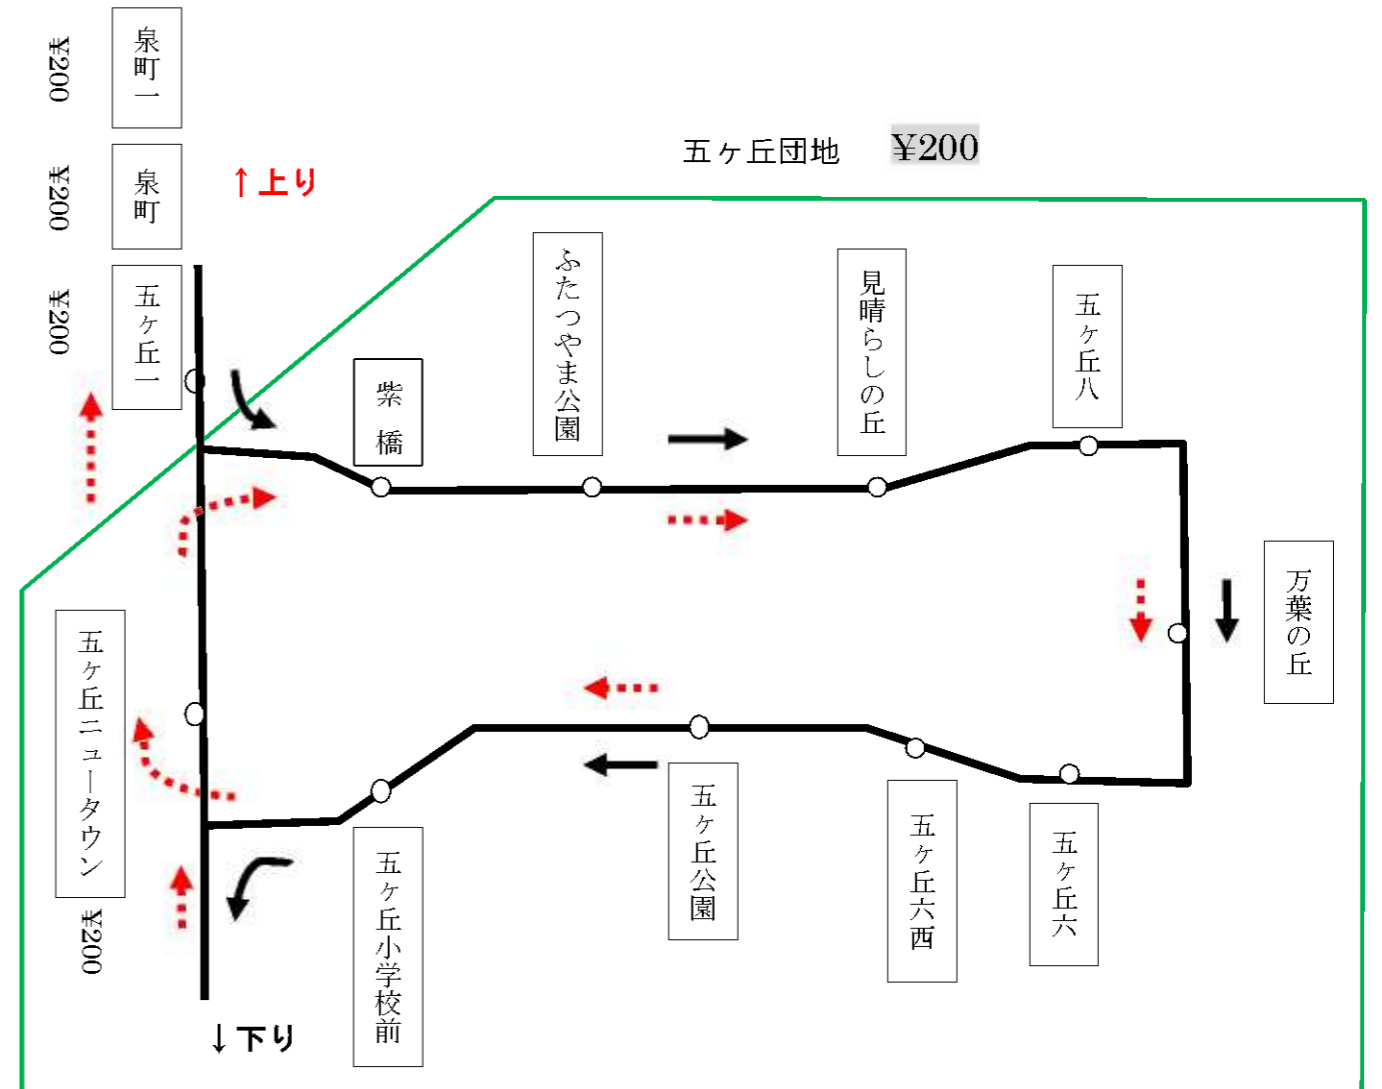 泉町一
¥200
泉町
¥200
↑上り
五ヶ丘団地 ¥200
五ヶ丘一
¥200
紫橋
ふたつやま公園
見晴らしの丘
五ヶ丘八
万葉の丘
五ヶ丘ニュータウン
¥200
五ヶ丘小学校前
五ヶ丘公園
五ヶ丘六西
五ヶ丘六
↓下り